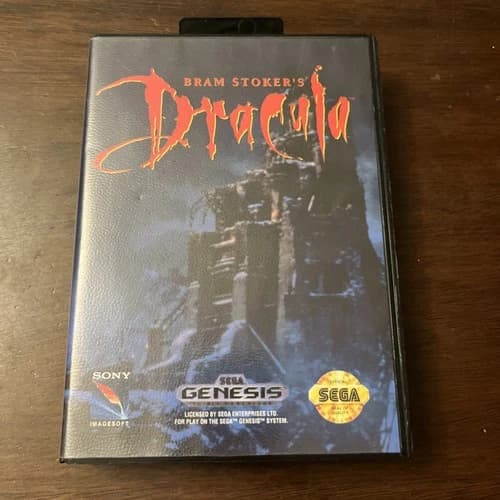 BRAM STOKER'S
Dracula
SONY
IMAGESOFT
SEGA
GENESIS
LICENSED BY SEGA ENTERPRISES LTD.
FOR PLAY ON THE SEGA™ GENESIS™ SYSTEM.
SEGA